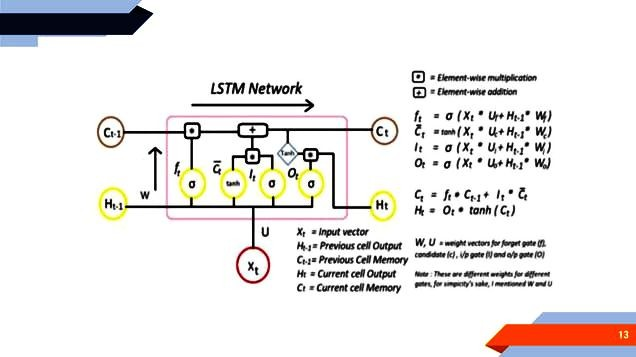 LSTM Network
= Element-wise multiplication
= Element-wise addition
fₜ = σ (Xₜ * U_f + Hₜ₋₁ * W_f)
C̅ₜ = tanh (Xₜ * U_c + Hₜ₋₁ * W_c)
Iₜ = σ (Xₜ * Uᵢ + Hₜ₋₁ * Wᵢ)
Oₜ = σ (Xₜ * Uₒ + Hₜ₋₁ * Wₒ)
Cₜ = fₜ * Cₜ₋₁ + Iₜ * C̅ₜ
Hₜ = Oₜ * tanh (Cₜ)
W, U = weight vectors for forget gate (f),
candidate (c), i/p gate (I) and o/p gate (O)
Note : These are different weights for different
gates, for simpicity's sake, I mentioned W and U
Cₜ₋₁
Cₜ
+
Tanh
fₜ
C̅ₜ
Iₜ
Oₜ
W
σ
tanh
σ
σ
Hₜ₋₁
Hₜ
U
Xₜ
Xₜ = Input vector
Hₜ₋₁ = Previous cell Output
Cₜ₋₁ = Previous Cell Memory
Hₜ = Current cell Output
Cₜ = Current cell Memory
13